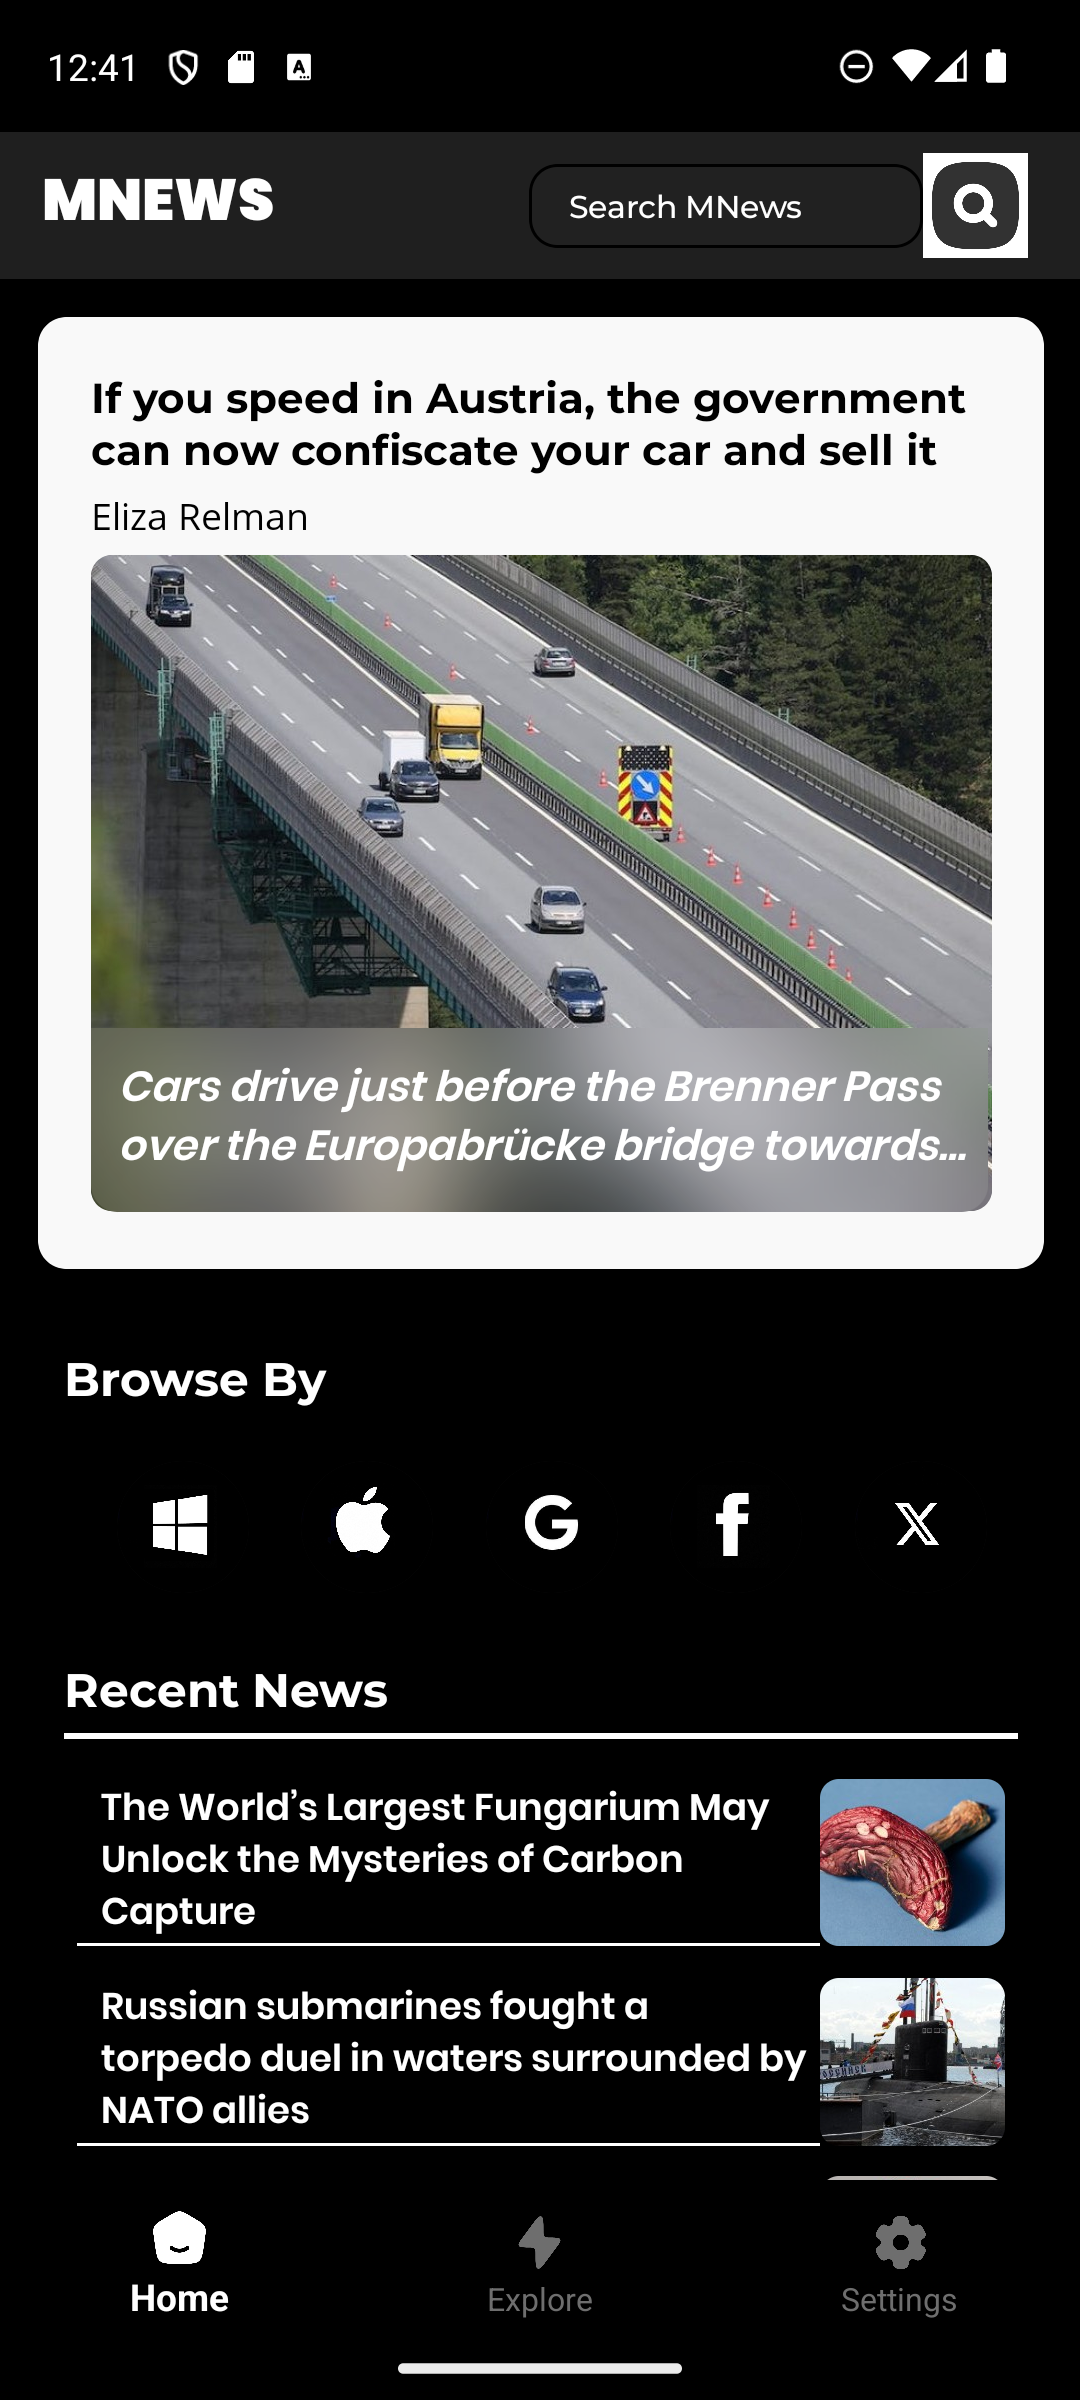 12:41
MNEWS
Search MNews
If you speed in Austria, the government
can now confiscate your car and sell it
Eliza Relman
Cars drive just before the Brenner Pass
over the Europabrücke bridge towards...
Browse By
Recent News
The World’s Largest Fungarium May
Unlock the Mysteries of Carbon
Capture
Russian submarines fought a
torpedo duel in waters surrounded by
NATO allies
Home
Explore
Settings